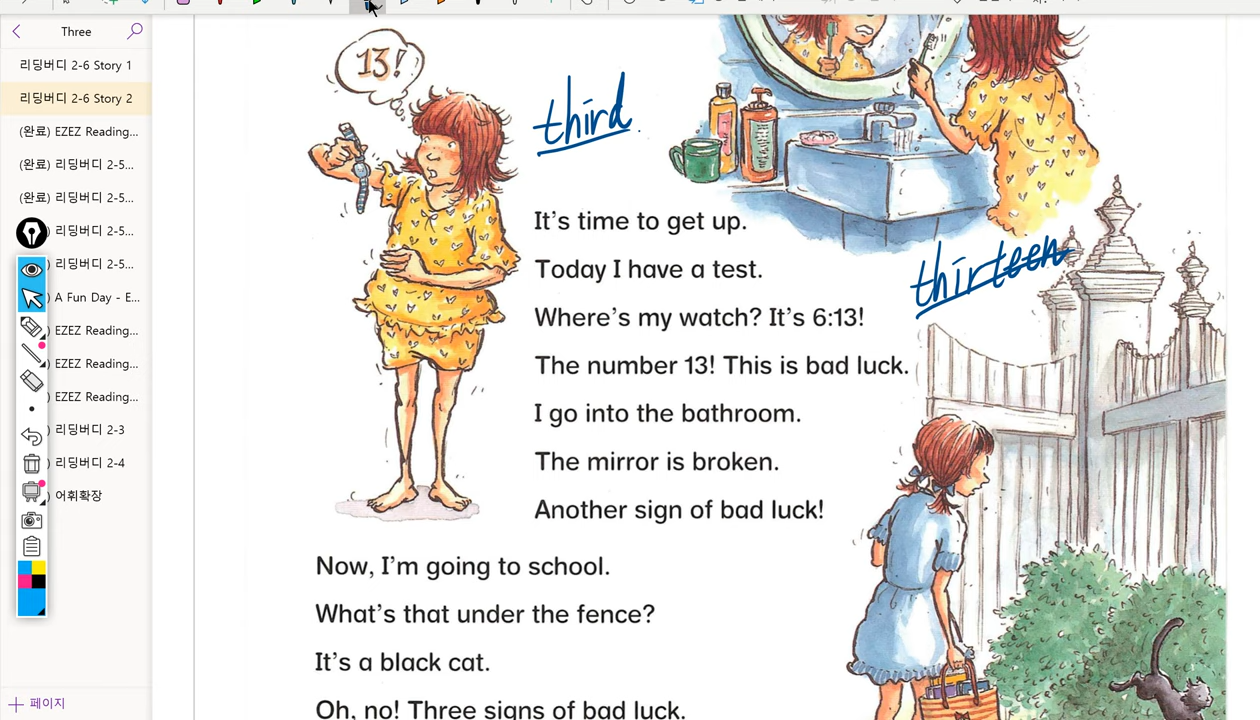 Three
리딩버디 2-6 Story 1
리딩버디 2-6 Story 2
(완료) EZEZ Reading...
(완료) 리딩버디 2-5...
(완료) 리딩버디 2-5...
리딩버디 2-5...
) 리딩버디 2-5...
) A Fun Day - E...
) EZEZ Reading...
) EZEZ Reading...
) EZEZ Reading...
) 리딩버디 2-3
) 리딩버디 2-4
) 어휘확장
페이지
13!
third
thirteen
It's time to get up.
Today I have a test.
Where's my watch? It's 6:13!
The number 13! This is bad luck.
I go into the bathroom.
The mirror is broken.
Another sign of bad luck!
Now, I'm going to school.
What's that under the fence?
It's a black cat.
Oh, no! Three signs of bad luck.